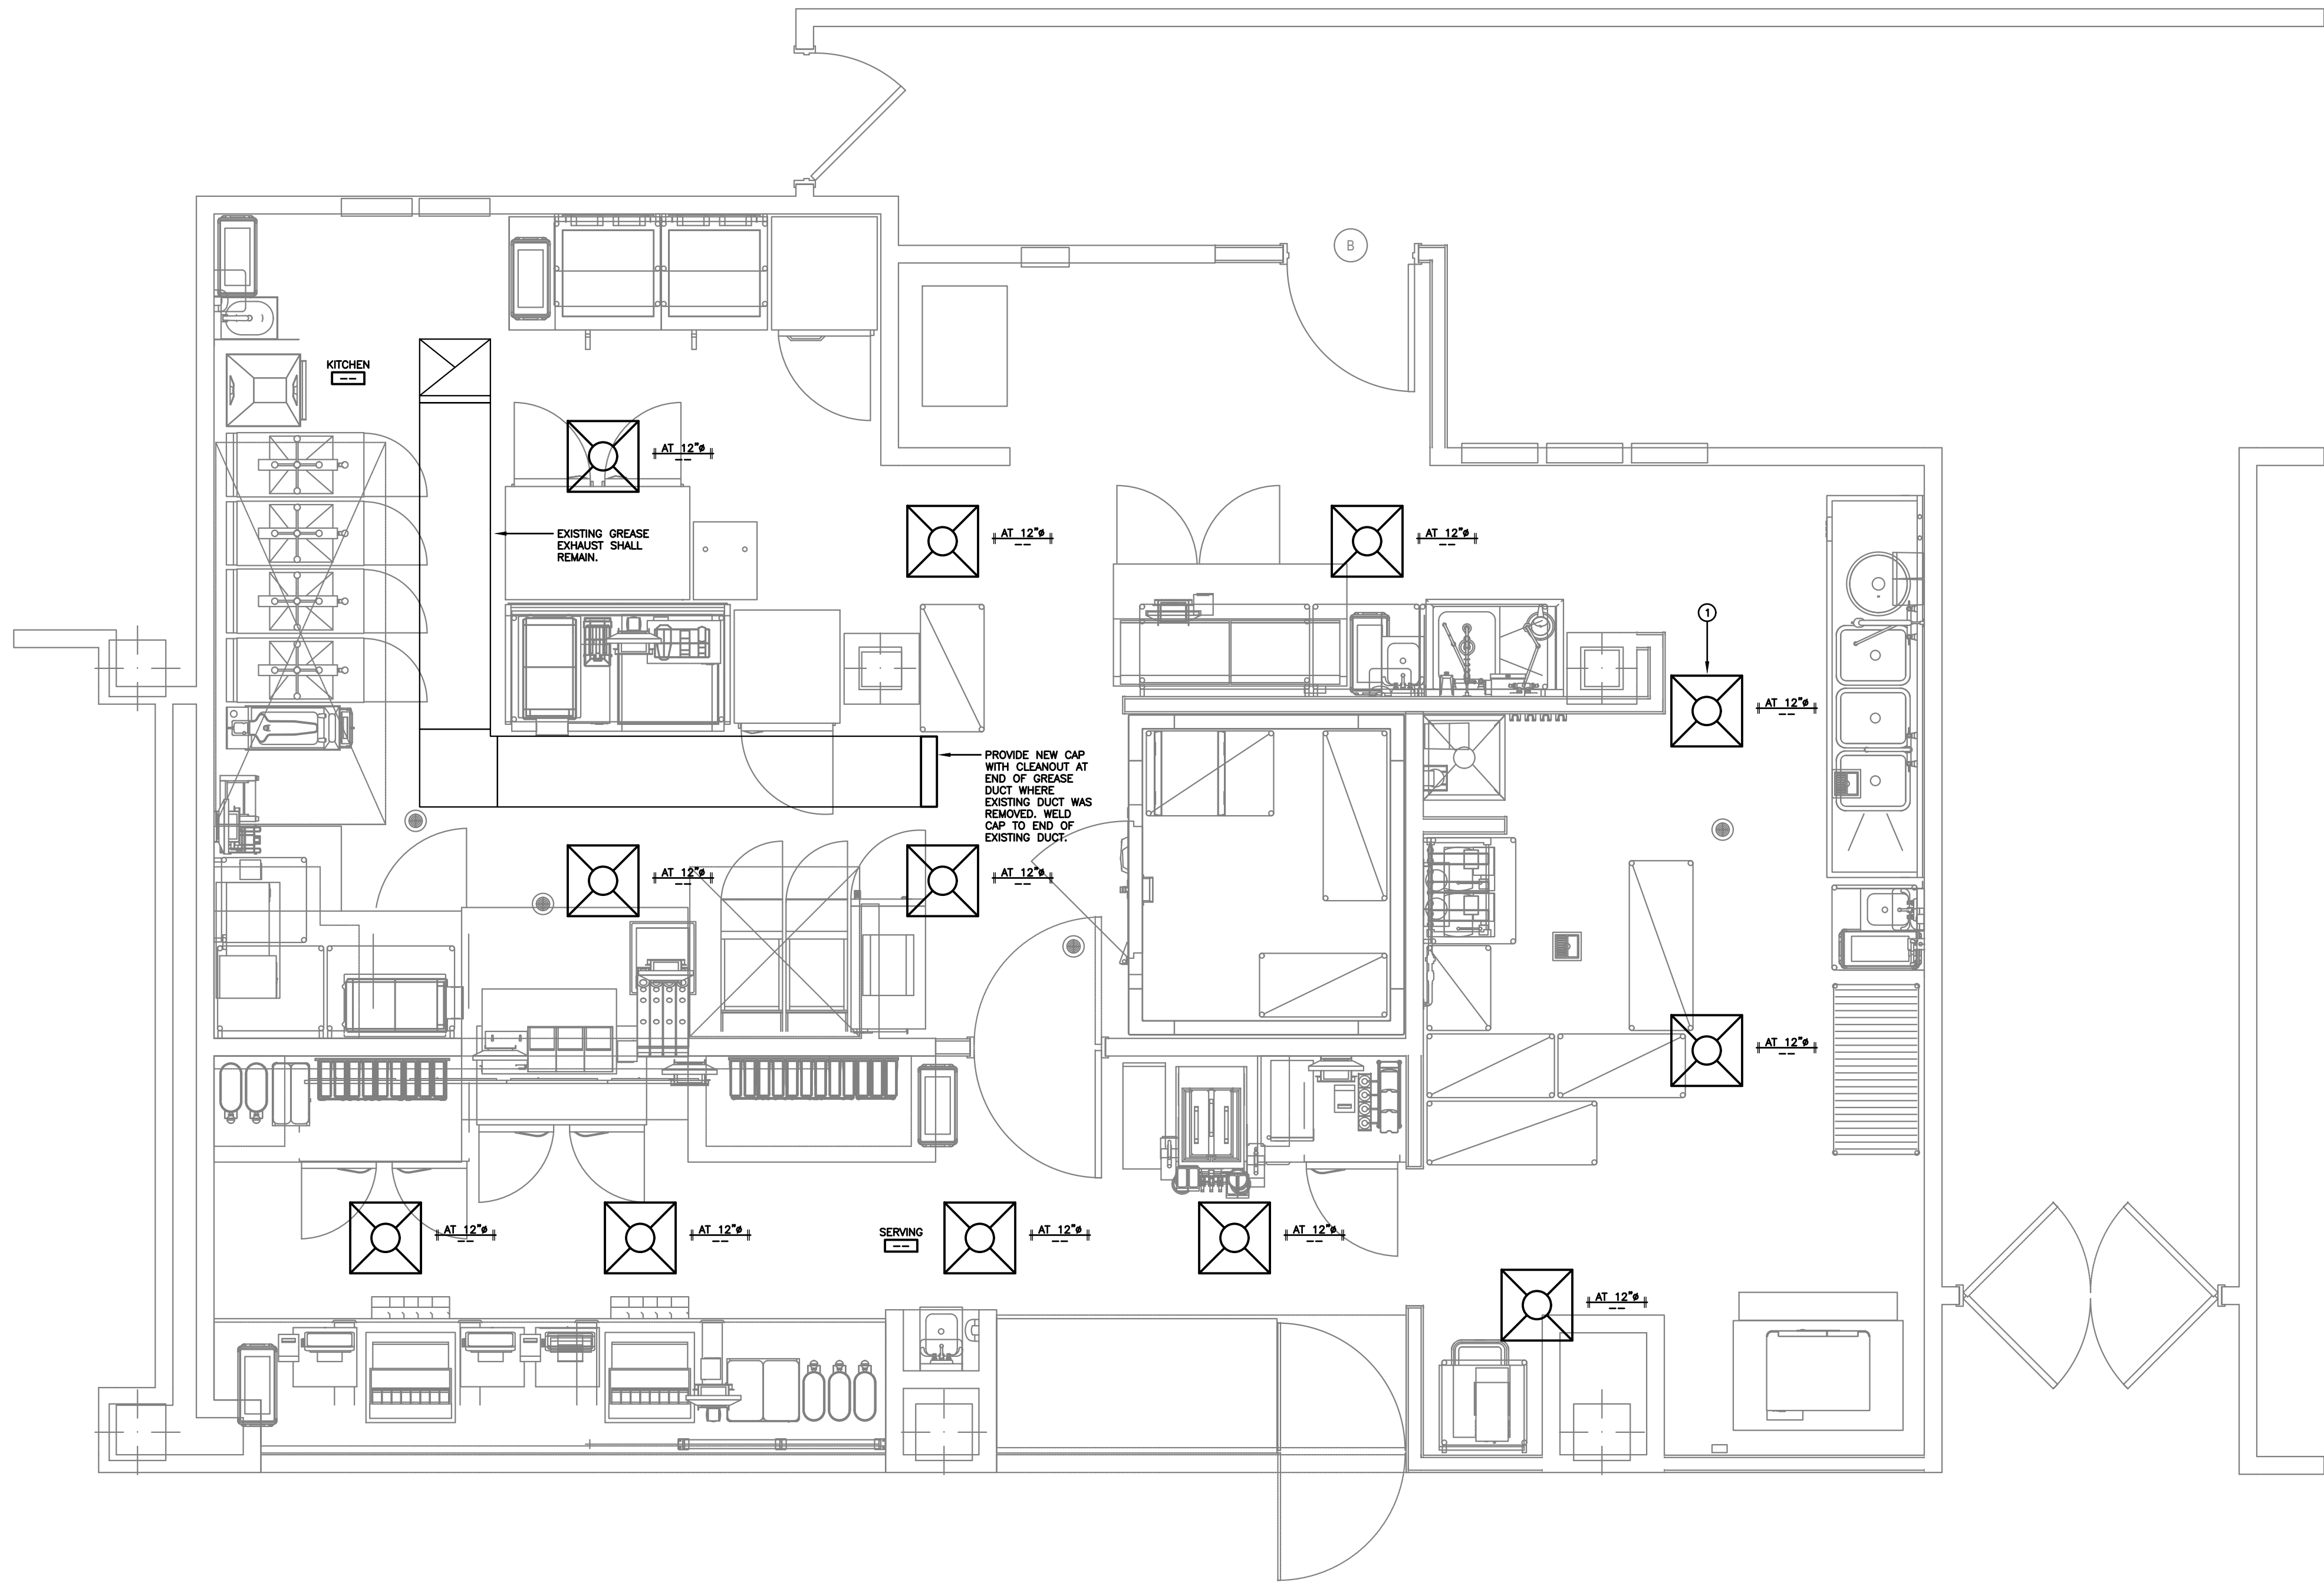 B
KITCHEN
--
AT 12"ø
--
EXISTING GREASE
EXHAUST SHALL
REMAIN.
AT 12"ø
--
AT 12"ø
--
1
AT 12"ø
--
PROVIDE NEW CAP
WITH CLEANOUT AT
END OF GREASE
DUCT WHERE
EXISTING DUCT WAS
REMOVED. WELD
CAP TO END OF
EXISTING DUCT.
AT 12"ø
--
AT 12"ø
--
AT 12"ø
--
AT 12"ø
--
AT 12"ø
--
SERVING
--
AT 12"ø
--
AT 12"ø
--
AT 12"ø
--